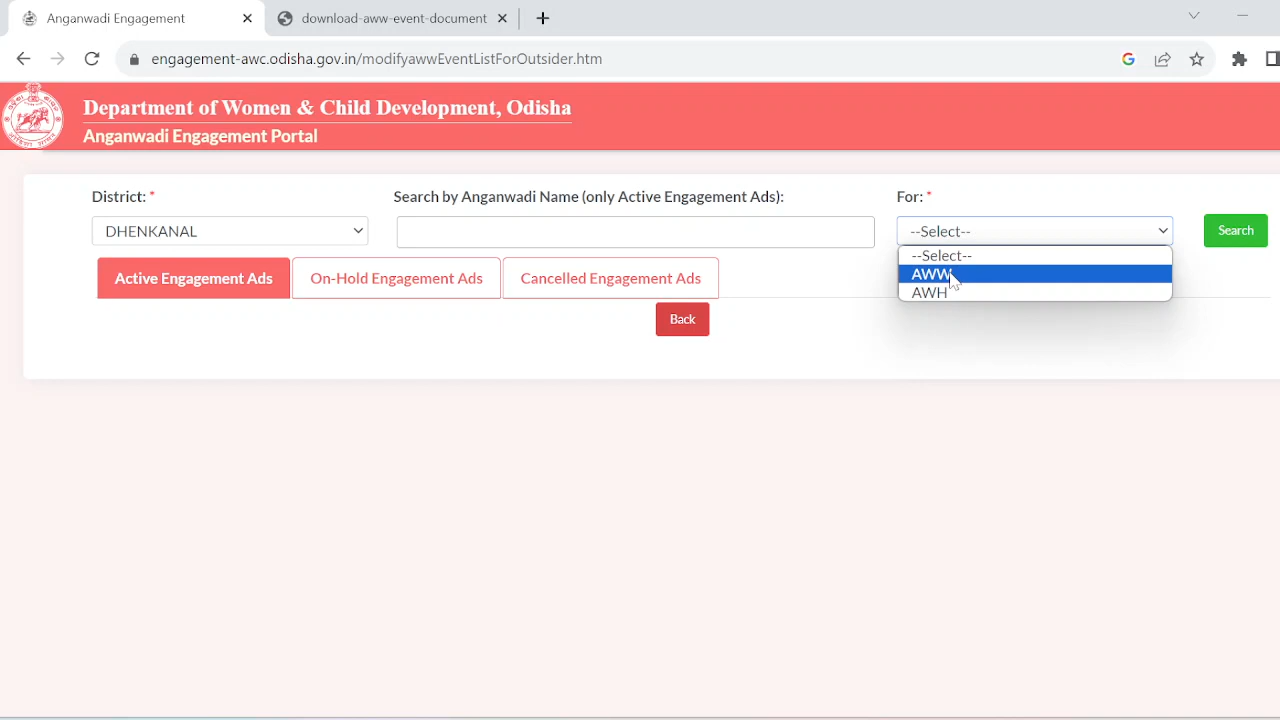 Anganwadi Engagement
download-aww-event-document
engagement-awc.odisha.gov.in/modifyawwEventListForOutsider.htm
Department of Women & Child Development, Odisha
Anganwadi Engagement Portal
District: * Search by Anganwadi Name (only Active Engagement Ads): For: *
DHENKANAL --Select-- Search
--Select--
AWW
AWH
Active Engagement Ads On-Hold Engagement Ads Cancelled Engagement Ads
Back